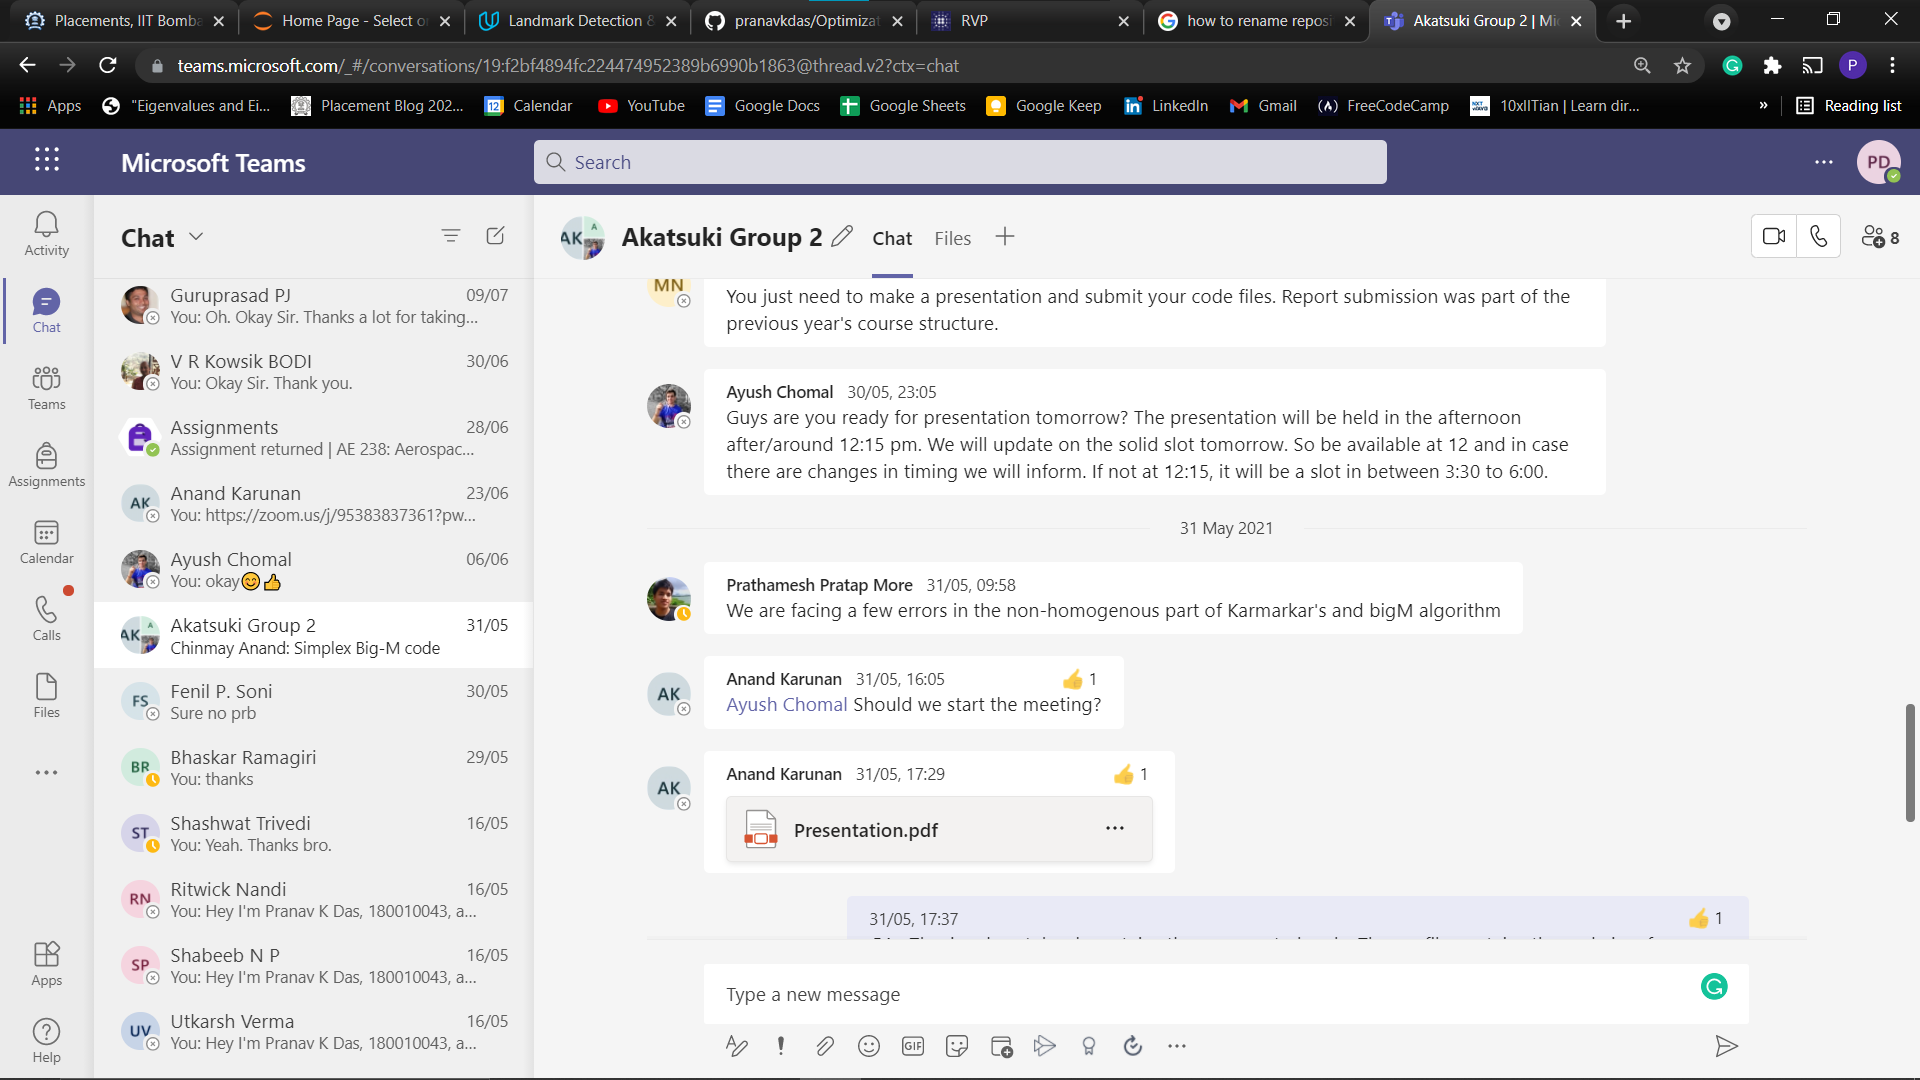 Placements, IIT Bomba
Home Page - Select or
Landmark Detection &
pranavkdas/Optimizat
RVP
how to rename reposi
Akatsuki Group 2 | Mi
teams.microsoft.com/_#/conversations/19:f2bf4894fc224474952389b6990b1863@thread.v2?ctx=chat
P
Apps
"Eigenvalues and Ei...
Placement Blog 202...
Calendar
YouTube
Google Docs
Google Sheets
Google Keep
LinkedIn
Gmail
FreeCodeCamp
10xIITian | Learn dir...
»
Reading list
Microsoft Teams
Search
PD
Activity
Chat
Teams
Assignments
Calendar
Calls
Files
Apps
Help
Chat
Guruprasad PJ 09/07
You: Oh. Okay Sir. Thanks a lot for taking...
V R Kowsik BODI 30/06
You: Okay Sir. Thank you.
Assignments 28/06
Assignment returned | AE 238: Aerospac...
AK
Anand Karunan 23/06
You: https://zoom.us/j/95383837361?pw...
Ayush Chomal 06/06
You: okay😊👍
AK A
Akatsuki Group 2 31/05
Chinmay Anand: Simplex Big-M code
FS
Fenil P. Soni 30/05
Sure no prb
BR
Bhaskar Ramagiri 29/05
You: thanks
ST
Shashwat Trivedi 16/05
You: Yeah. Thanks bro.
RN
Ritwick Nandi 16/05
You: Hey I'm Pranav K Das, 180010043, a...
SP
Shabeeb N P 16/05
You: Hey I'm Pranav K Das, 180010043, a...
UV
Utkarsh Verma 16/05
You: Hey I'm Pranav K Das, 180010043, a...
AK A
Akatsuki Group 2
Chat
Files
8
MN
You just need to make a presentation and submit your code files. Report submission was part of the
previous year's course structure.
Ayush Chomal 30/05, 23:05
Guys are you ready for presentation tomorrow? The presentation will be held in the afternoon
after/around 12:15 pm. We will update on the solid slot tomorrow. So be available at 12 and in case
there are changes in timing we will inform. If not at 12:15, it will be a slot in between 3:30 to 6:00.
31 May 2021
Prathamesh Pratap More 31/05, 09:58
We are facing a few errors in the non-homogenous part of Karmarkar's and bigM algorithm
AK
Anand Karunan 31/05, 16:05 👍 1
Ayush Chomal Should we start the meeting?
AK
Anand Karunan 31/05, 17:29 👍 1
Presentation.pdf
31/05, 17:37 👍 1
Type a new message
GIF